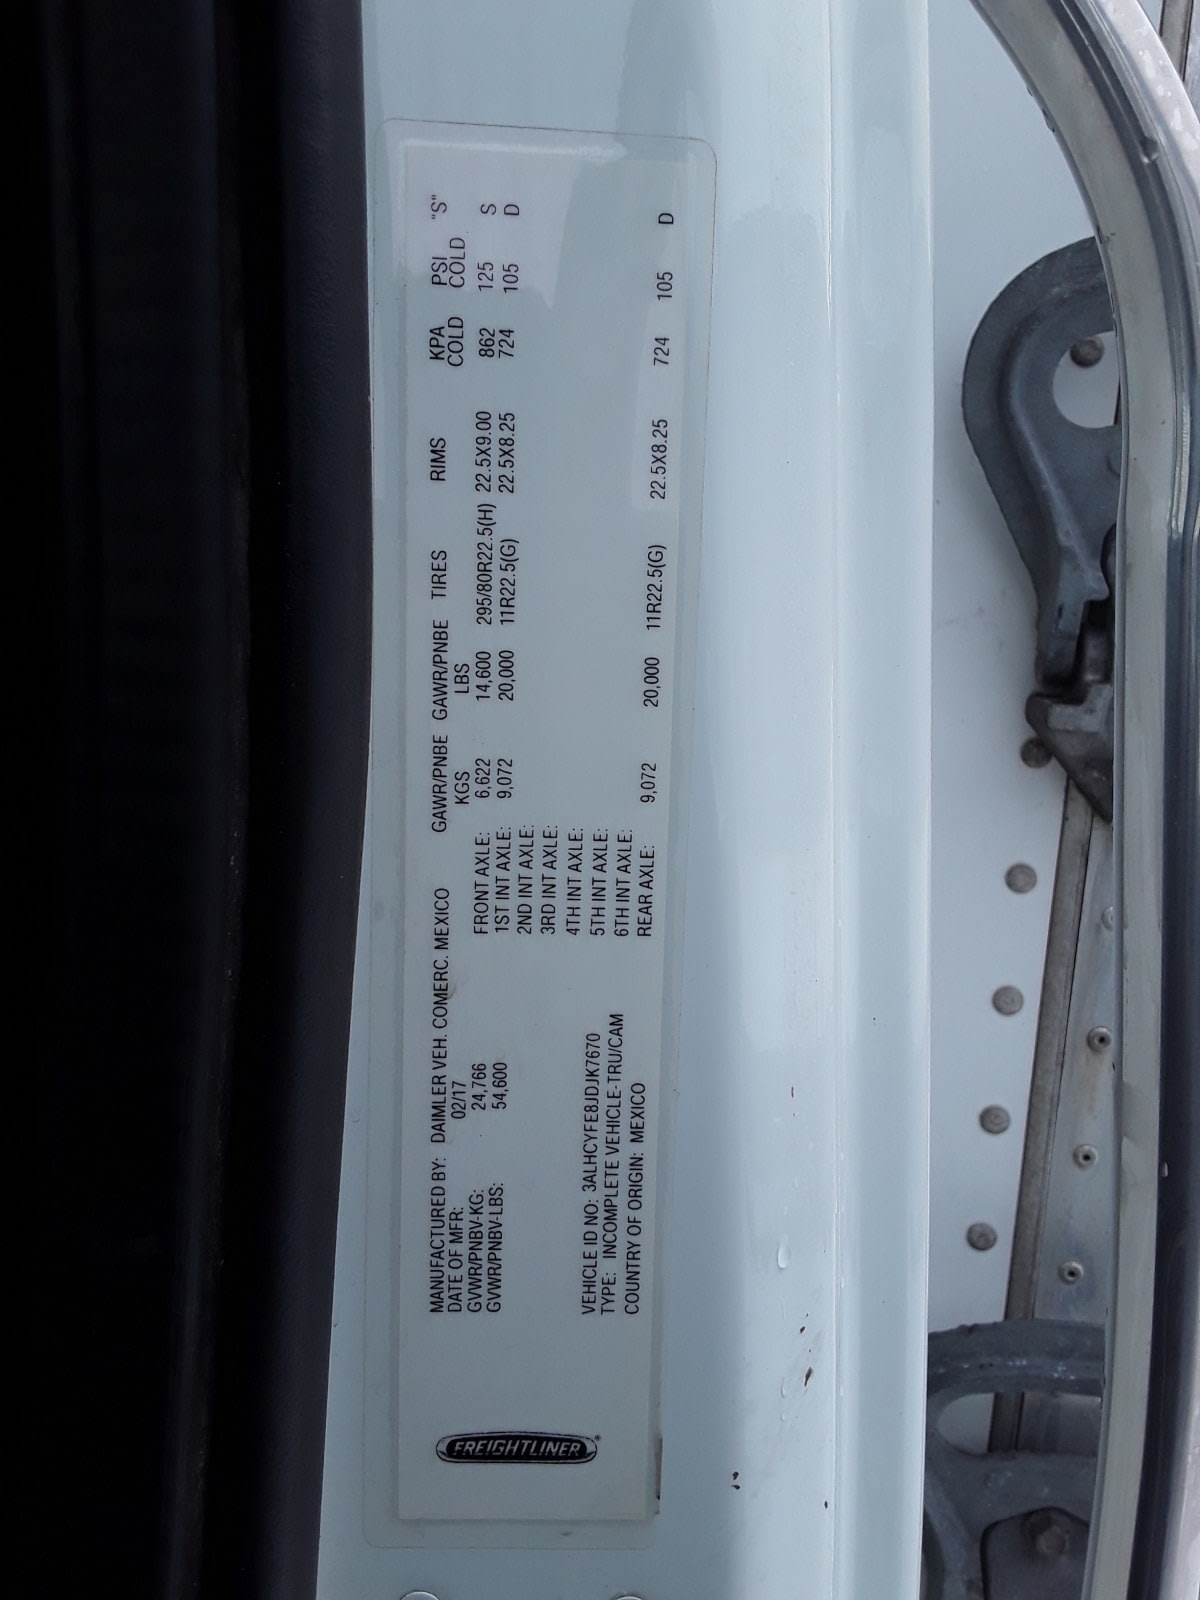 FREIGHTLINER
MANUFACTURED BY: DAIMLER VEH. COMERC. MEXICO
DATE OF MFR: 02/17
GVWR/PNBV-KG: 24,766
GVWR/PNBV-LBS: 54,600
VEHICLE ID NO: 3ALHCYFE8JDJK7670
TYPE: INCOMPLETE VEHICLE-TRU/CAM
COUNTRY OF ORIGIN: MEXICO
GAWR/PNBE GAWR/PNBE TIRES RIMS KPA PSI "S"
KGS LBS COLD COLD
FRONT AXLE: 6,622 14,600 295/80R22.5(H) 22.5X9.00 862 125 S
1ST INT AXLE: 9,072 20,000 11R22.5(G) 22.5X8.25 724 105 D
2ND INT AXLE:
3RD INT AXLE:
4TH INT AXLE:
5TH INT AXLE:
6TH INT AXLE:
REAR AXLE: 9,072 20,000 11R22.5(G) 22.5X8.25 724 105 D